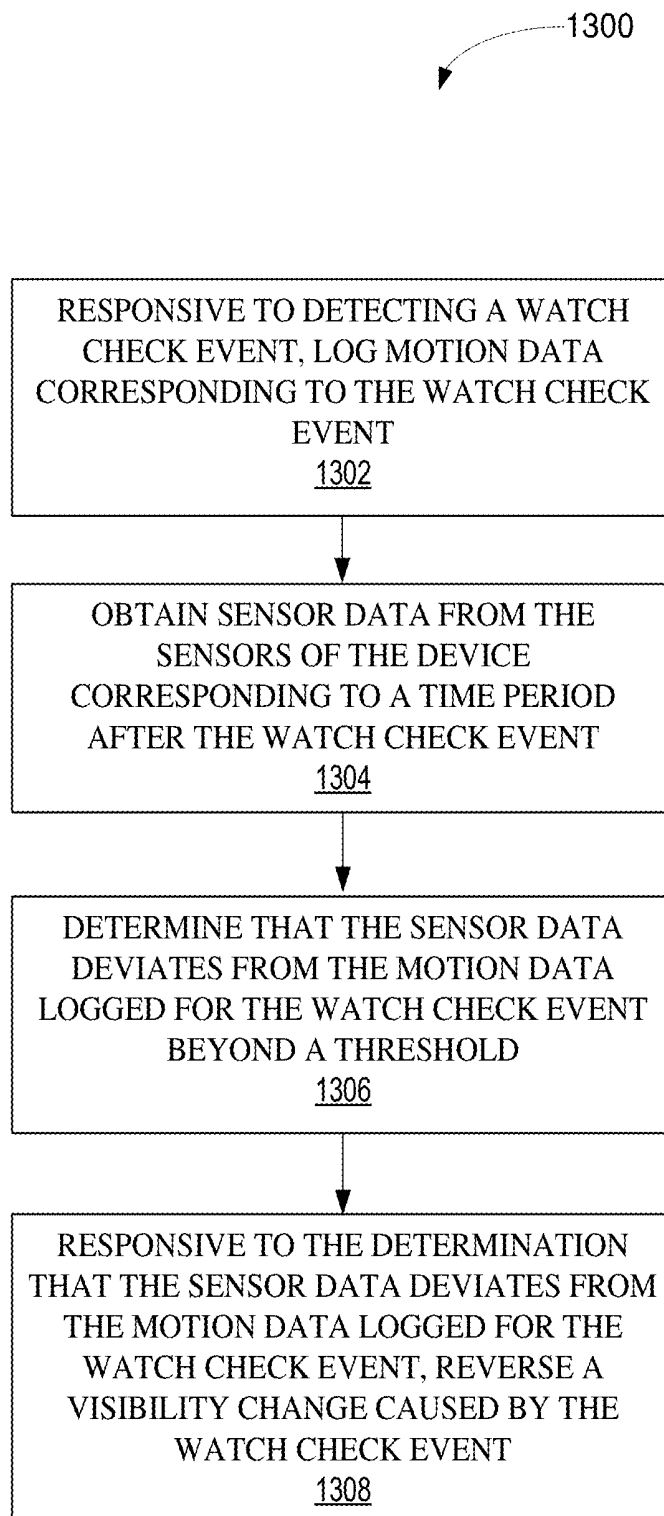 1300
RESPONSIVE TO DETECTING A WATCH
CHECK EVENT, LOG MOTION DATA
CORRESPONDING TO THE WATCH CHECK
EVENT
1302
OBTAIN SENSOR DATA FROM THE
SENSORS OF THE DEVICE
CORRESPONDING TO A TIME PERIOD
AFTER THE WATCH CHECK EVENT
1304
DETERMINE THAT THE SENSOR DATA
DEVIATES FROM THE MOTION DATA
LOGGED FOR THE WATCH CHECK EVENT
BEYOND A THRESHOLD
1306
RESPONSIVE TO THE DETERMINATION
THAT THE SENSOR DATA DEVIATES FROM
THE MOTION DATA LOGGED FOR THE
WATCH CHECK EVENT, REVERSE A
VISIBILITY CHANGE CAUSED BY THE
WATCH CHECK EVENT
1308